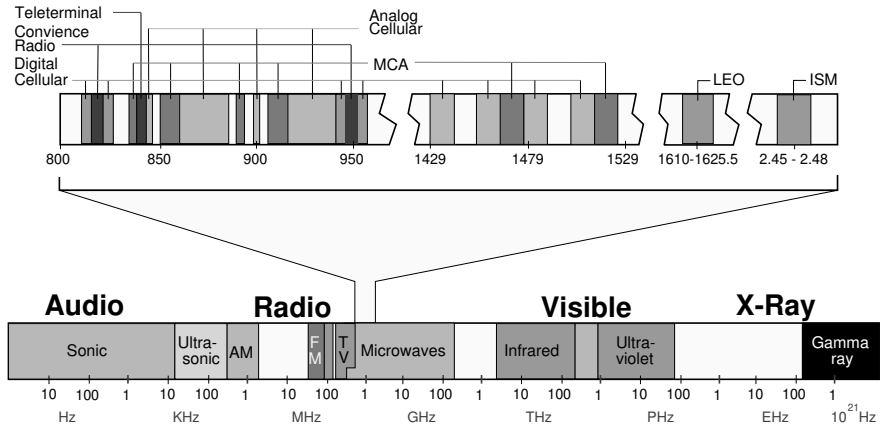 Teleterminal
Convience
Radio
Digital
Cellular
Analog
Cellular
MCA
LEO
ISM
800
850
900
950
1429
1479
1529
1610-1625.5
2.45 - 2.48
Audio
Radio
Visible
X-Ray
Sonic
Ultra-
sonic
AM
FM
TV
Microwaves
Infrared
Ultra-
violet
Gamma
ray
10 100 1 10 100 1 10 100 1 10 100 1 10 100 1 10 100 1 10 100 1
Hz KHz MHz GHz THz PHz EHz 10²¹Hz